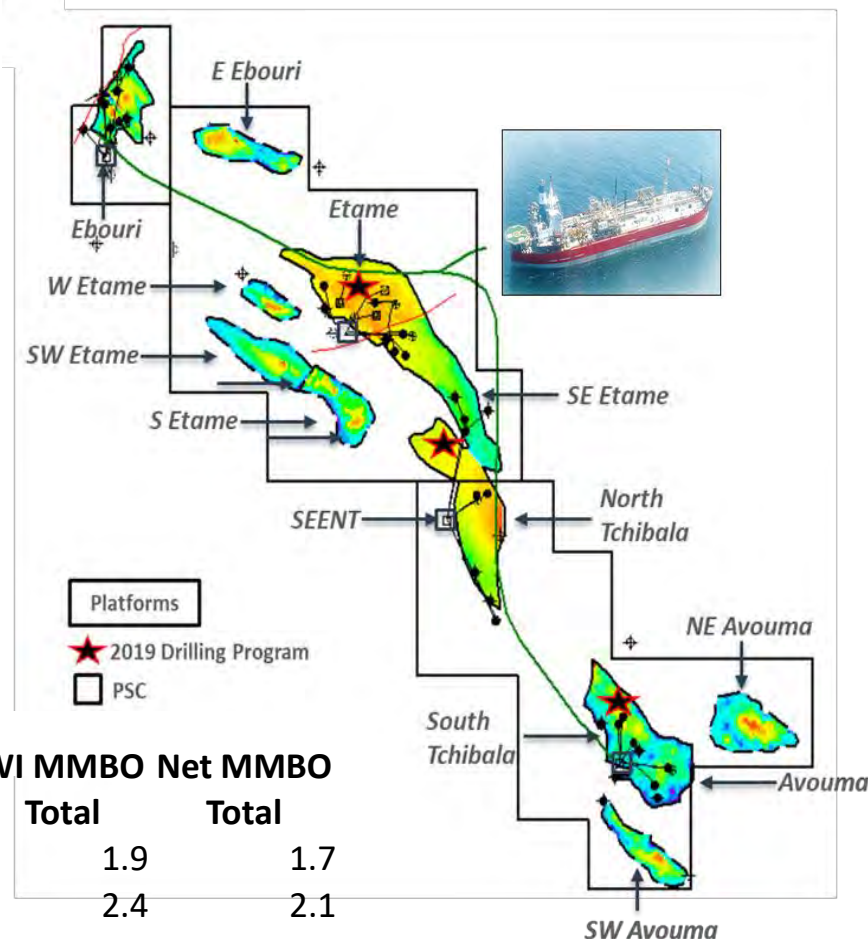 E Ebouri
Etame
Ebouri
W Etame
SW Etame
SE Etame
S Etame
SEENT
North
Tchibala
Platforms
2019 Drilling Program
PSC
NE Avouma
South
Tchibala
Avouma
WI MMBO Net MMBO
Total Total
1.9 1.7
2.4 2.1
SW Avouma